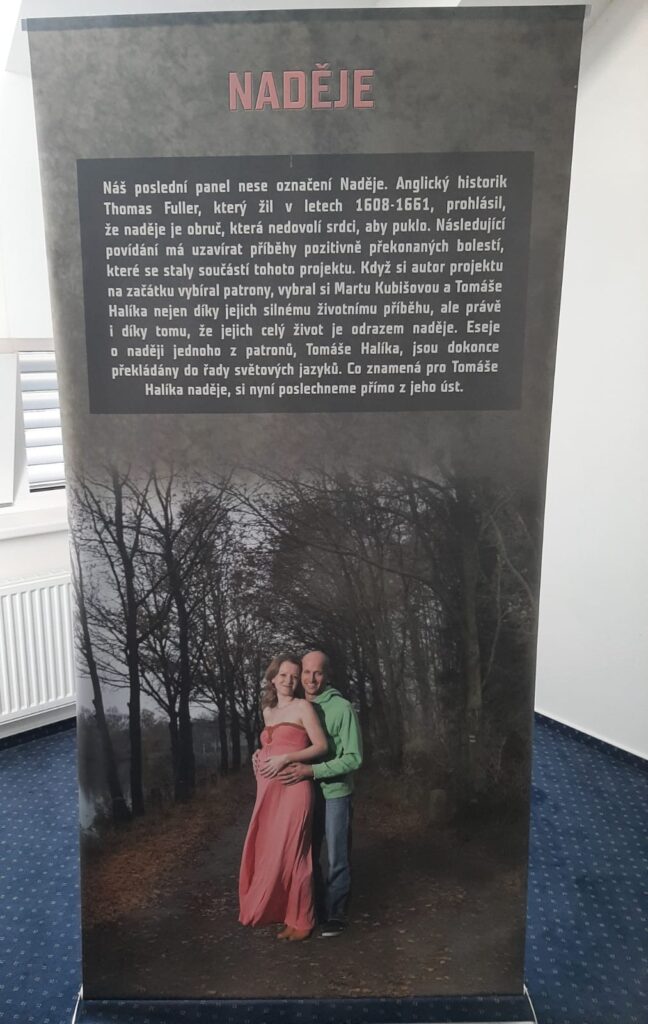 NADĚJE
Náš poslední panel nese označení Naděje. Anglický historik
Thomas Fuller, který žil v letech 1608-1661, prohlásil,
že naděje je obruč, která nedovolí srdci, aby puklo. Následující
povídání má uzavírat příběhy pozitivně překonaných bolestí,
které se staly součástí tohoto projektu. Když si autor projektu
na začátku vybíral patrony, vybral si Martu Kubišovou a Tomáše
Halíka nejen díky jejich silnému životnímu příběhu, ale právě
i díky tomu, že jejich celý život je odrazem naděje. Eseje
o naději jednoho z patronů, Tomáše Halíka, jsou dokonce
překládány do řady světových jazyků. Co znamená pro Tomáše
Halíka naděje, si nyní poslechneme přímo z jeho úst.